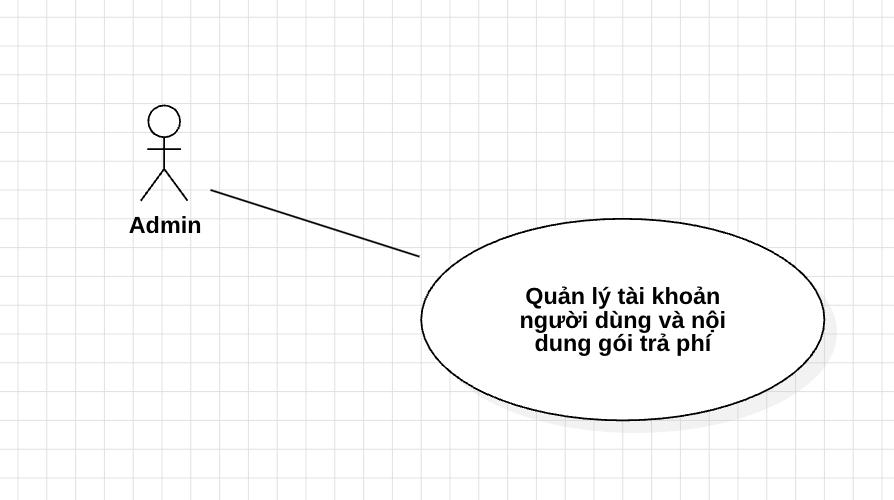 Admin
Quản lý tài khoản
người dùng và nội
dung gói trả phí